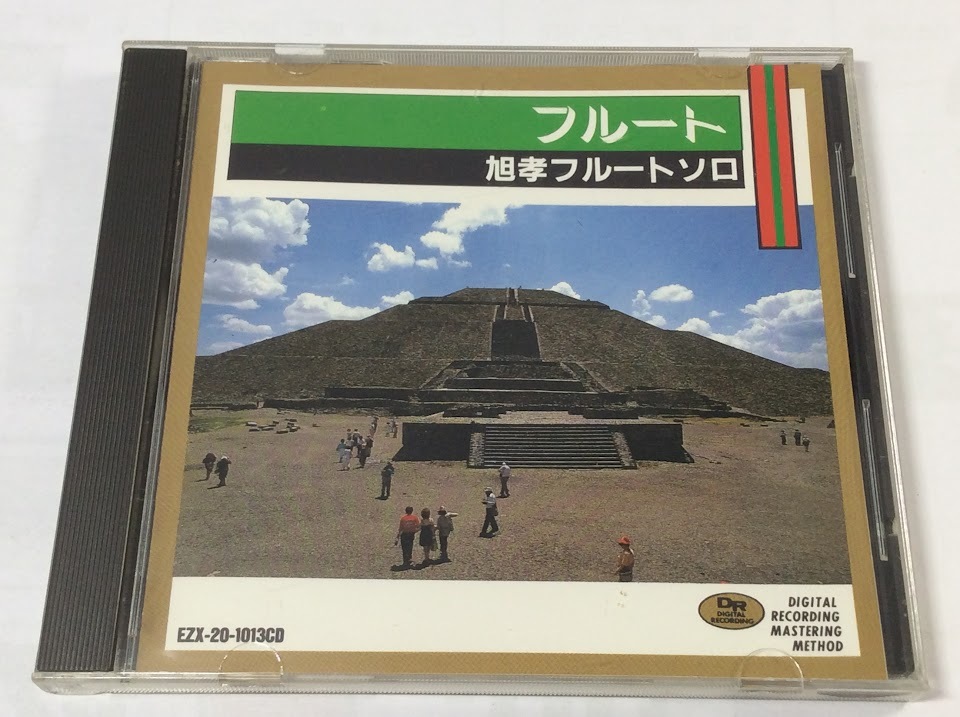 フルート
旭孝フルートソロ
EZX-20-1013CD
DR
DIGITAL
RECORDING
DIGITAL
RECORDING
MASTERING
METHOD